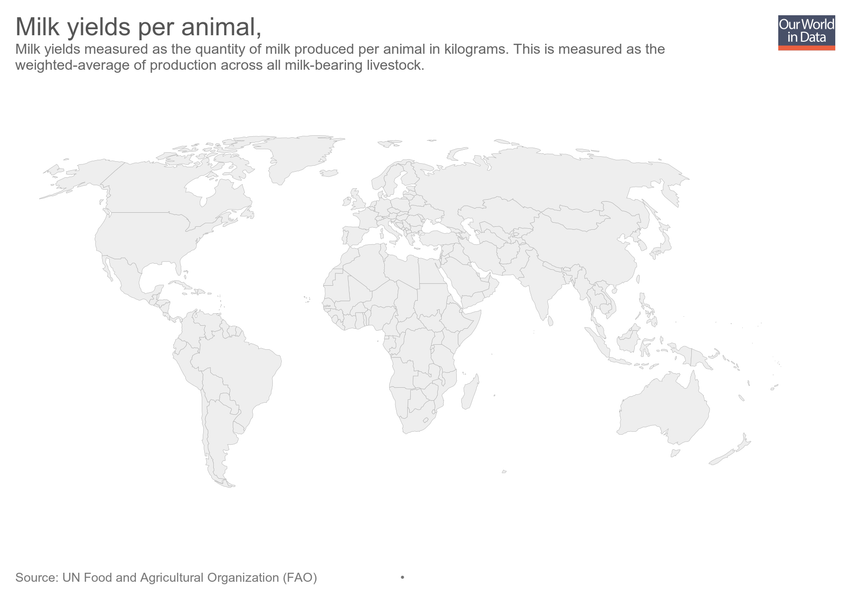 Milk yields per animal,
Milk yields measured as the quantity of milk produced per animal in kilograms. This is measured as the
weighted-average of production across all milk-bearing livestock.
Our World
in Data
Source: UN Food and Agricultural Organization (FAO) •